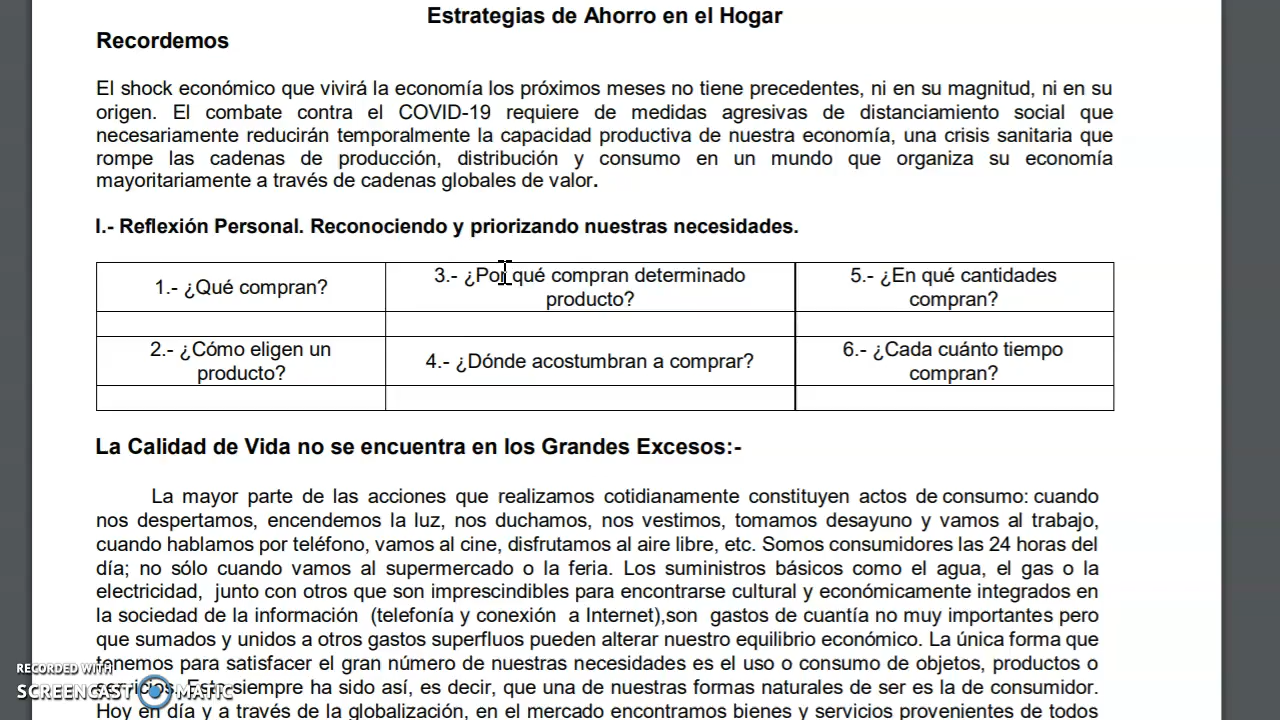 Estrategias de Ahorro en el Hogar
Recordemos
El shock económico que vivirá la economía los próximos meses no tiene precedentes, ni en su magnitud, ni en su
origen. El combate contra el COVID-19 requiere de medidas agresivas de distanciamiento social que
necesariamente reducirán temporalmente la capacidad productiva de nuestra economía, una crisis sanitaria que
rompe las cadenas de producción, distribución y consumo en un mundo que organiza su economía
mayoritariamente a través de cadenas globales de valor.
I.- Reflexión Personal. Reconociendo y priorizando nuestras necesidades.
1.- ¿Qué compran?
3.- ¿Por qué compran determinado
producto?
5.- ¿En qué cantidades
compran?
2.- ¿Cómo eligen un
producto?
4.- ¿Dónde acostumbran a comprar?
6.- ¿Cada cuánto tiempo
compran?
La Calidad de Vida no se encuentra en los Grandes Excesos:-
La mayor parte de las acciones que realizamos cotidianamente constituyen actos de consumo: cuando
nos despertamos, encendemos la luz, nos duchamos, nos vestimos, tomamos desayuno y vamos al trabajo,
cuando hablamos por teléfono, vamos al cine, disfrutamos al aire libre, etc. Somos consumidores las 24 horas del
día; no sólo cuando vamos al supermercado o la feria. Los suministros básicos como el agua, el gas o la
electricidad, junto con otros que son imprescindibles para encontrarse cultural y económicamente integrados en
la sociedad de la información (telefonía y conexión a Internet),son gastos de cuantía no muy importantes pero
que sumados y unidos a otros gastos superfluos pueden alterar nuestro equilibrio económico. La única forma que
tenemos para satisfacer el gran número de nuestras necesidades es el uso o consumo de objetos, productos o
servicios. Esto siempre ha sido así, es decir, que una de nuestras formas naturales de ser es la de consumidor.
Hoy en día y a través de la globalización, en el mercado encontramos bienes y servicios provenientes de todos
RECORDED WITH
SCREENCAST MATIC